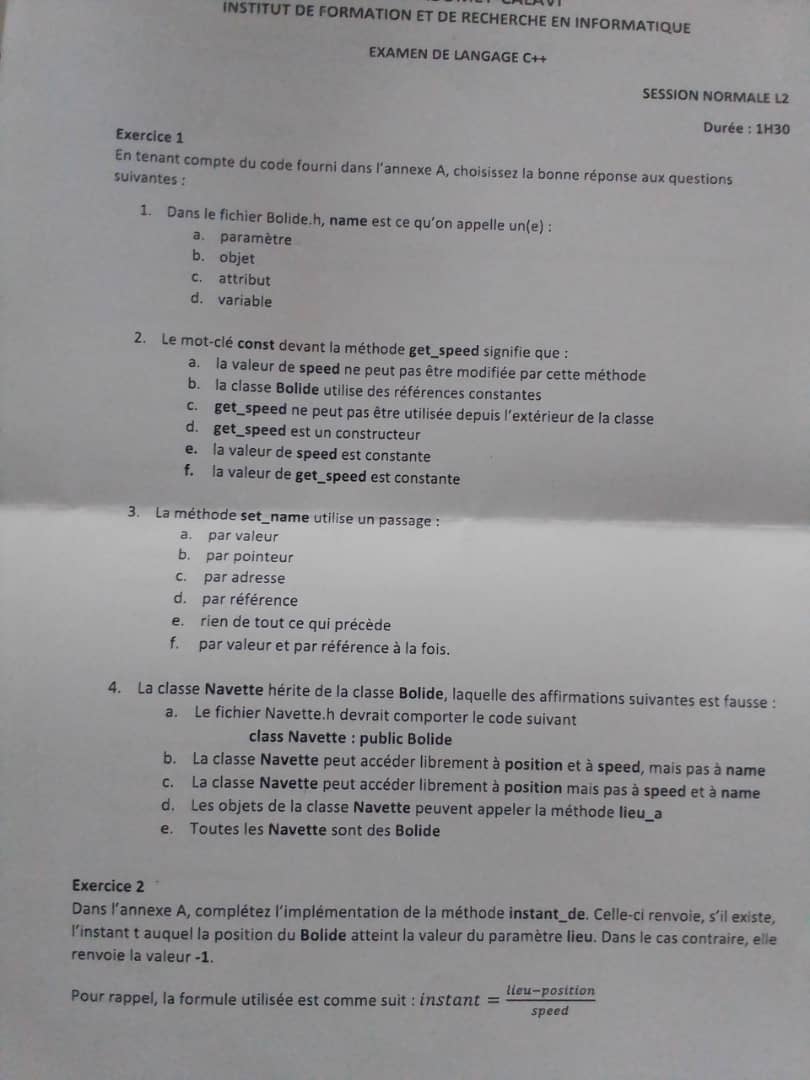 INSTITUT DE FORMATION ET DE RECHERCHE EN INFORMATIQUE
EXAMEN DE LANGAGE C++
SESSION NORMALE L2
Durée : 1H30
Exercice 1
En tenant compte du code fourni dans l'annexe A, choisissez la bonne réponse aux questions
suivantes :
1. Dans le fichier Bolide.h, name est ce qu'on appelle un(e) :
a. paramètre
b. objet
c. attribut
d. variable
2. Le mot-clé const devant la méthode get_speed signifie que :
a. la valeur de speed ne peut pas être modifiée par cette méthode
b. la classe Bolide utilise des références constantes
c. get_speed ne peut pas être utilisée depuis l'extérieur de la classe
d. get_speed est un constructeur
e. la valeur de speed est constante
f. la valeur de get_speed est constante
3. La méthode set_name utilise un passage :
a. par valeur
b. par pointeur
c. par adresse
d. par référence
e. rien de tout ce qui précède
f. par valeur et par référence à la fois.
4. La classe Navette hérite de la classe Bolide, laquelle des affirmations suivantes est fausse :
a. Le fichier Navette.h devrait comporter le code suivant
class Navette : public Bolide
b. La classe Navette peut accéder librement à position et à speed, mais pas à name
c. La classe Navette peut accéder librement à position mais pas à speed et à name
d. Les objets de la classe Navette peuvent appeler la méthode lieu_a
e. Toutes les Navette sont des Bolide
Exercice 2
Dans l'annexe A, complétez l'implémentation de la méthode instant_de. Celle-ci renvoie, s'il existe,
l'instant t auquel la position du Bolide atteint la valeur du paramètre lieu. Dans le cas contraire, elle
renvoie la valeur -1.
Pour rappel, la formule utilisée est comme suit : instant = lieu−position
speed